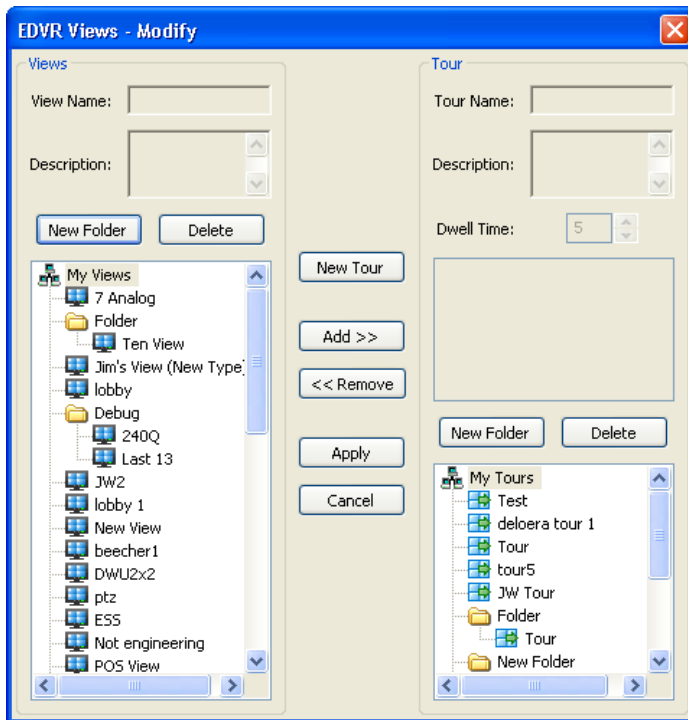 EDVR Views - Modify
Views
View Name:
Description:
New Folder
Delete
My Views
7 Analog
Folder
Ten View
Jim's View (New Type)
lobby
Debug
240Q
Last 13
JW2
lobby 1
New View
beecher1
DWU2x2
ptz
ESS
Not engineering
POS View
New Tour
Add >>
<< Remove
Apply
Cancel
Tour
Tour Name:
Description:
Dwell Time:
5
New Folder
Delete
My Tours
Test
deloera tour 1
Tour
tour5
JW Tour
Folder
Tour
New Folder